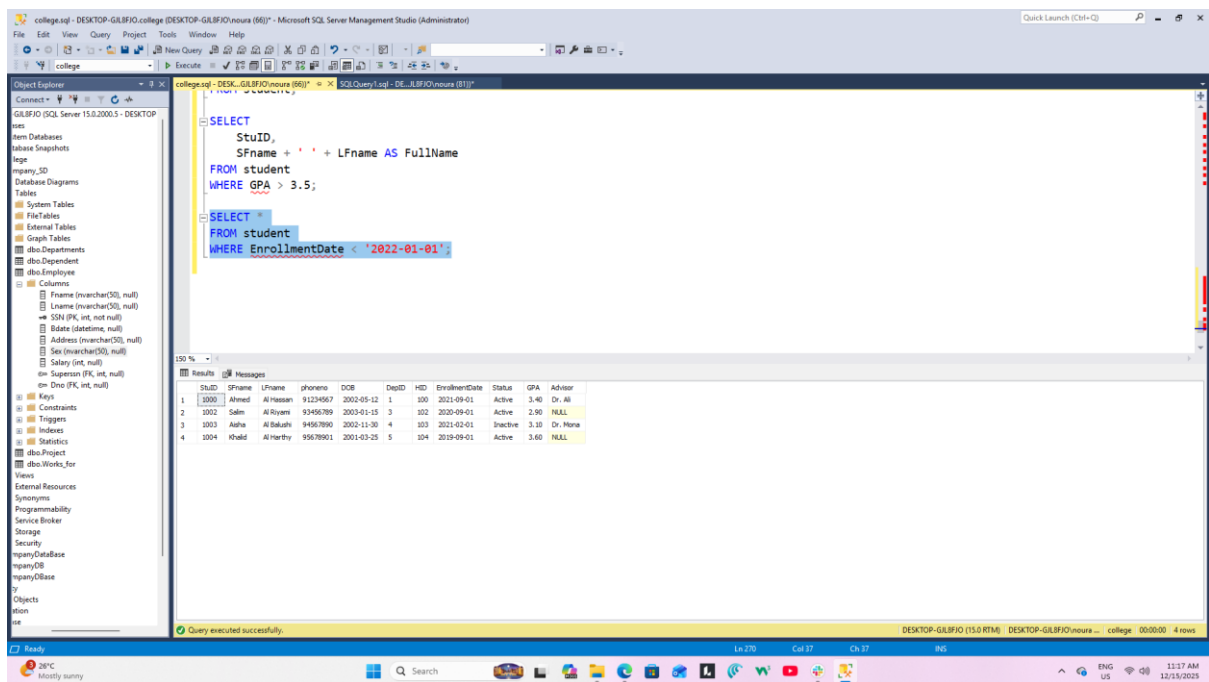 college.sql - DESKTOP-GJL8FJO.college (DESKTOP-GJL8FJO\noura (66))* - Microsoft SQL Server Management Studio (Administrator)
Quick Launch (Ctrl+Q)
File Edit View Query Project Tools Window Help
New Query
college
Execute
Object Explorer
college.sql - DESK...GJL8FJO\noura (66))*
SQLQuery1.sql - DE...JL8FJO\noura (81))*
Connect
-GJL8FJO (SQL Server 15.0.2000.5 - DESKTOP
ses
tem Databases
tabase Snapshots
lege
mpany_SD
Database Diagrams
Tables
System Tables
FileTables
External Tables
Graph Tables
dbo.Departments
dbo.Dependent
dbo.Employee
Columns
Fname (nvarchar(50), null)
Lname (nvarchar(50), null)
SSN (PK, int, not null)
Bdate (datetime, null)
Address (nvarchar(50), null)
Sex (nvarchar(50), null)
Salary (int, null)
Superssn (FK, int, null)
Dno (FK, int, null)
Keys
Constraints
Triggers
Indexes
Statistics
dbo.Project
dbo.Works_for
Views
External Resources
Synonyms
Programmability
Service Broker
Storage
Security
mpanyDataBase
mpanyDB
mpanyDBase
y
Objects
ation
ise
FROM student;
SELECT
StuID,
SFname + ' ' + LFname AS FullName
FROM student
WHERE GPA > 3.5;
SELECT *
FROM student
WHERE EnrollmentDate < '2022-01-01';
150 %
Results Messages
StuID SFname LFname phoneno DOB DepID HID EnrollmentDate Status GPA Advisor
1 1000 Ahmed Al Hassan 91234567 2002-05-12 1 100 2021-09-01 Active 3.40 Dr. Ali
2 1002 Salim Al Riyami 93456789 2003-01-15 3 102 2020-09-01 Active 2.90 NULL
3 1003 Aisha Al Balushi 94567890 2002-11-30 4 103 2021-02-01 Inactive 3.10 Dr. Mona
4 1004 Khalid Al Harthy 95678901 2001-03-25 5 104 2019-09-01 Active 3.60 NULL
Query executed successfully.
DESKTOP-GJL8FJO (15.0 RTM) DESKTOP-GJL8FJO\noura ... college 00:00:00 4 rows
Ready
Ln 270 Col 37 Ch 37 INS
3
26°C
Mostly sunny
Search
ENG
US
11:17 AM
12/15/2025